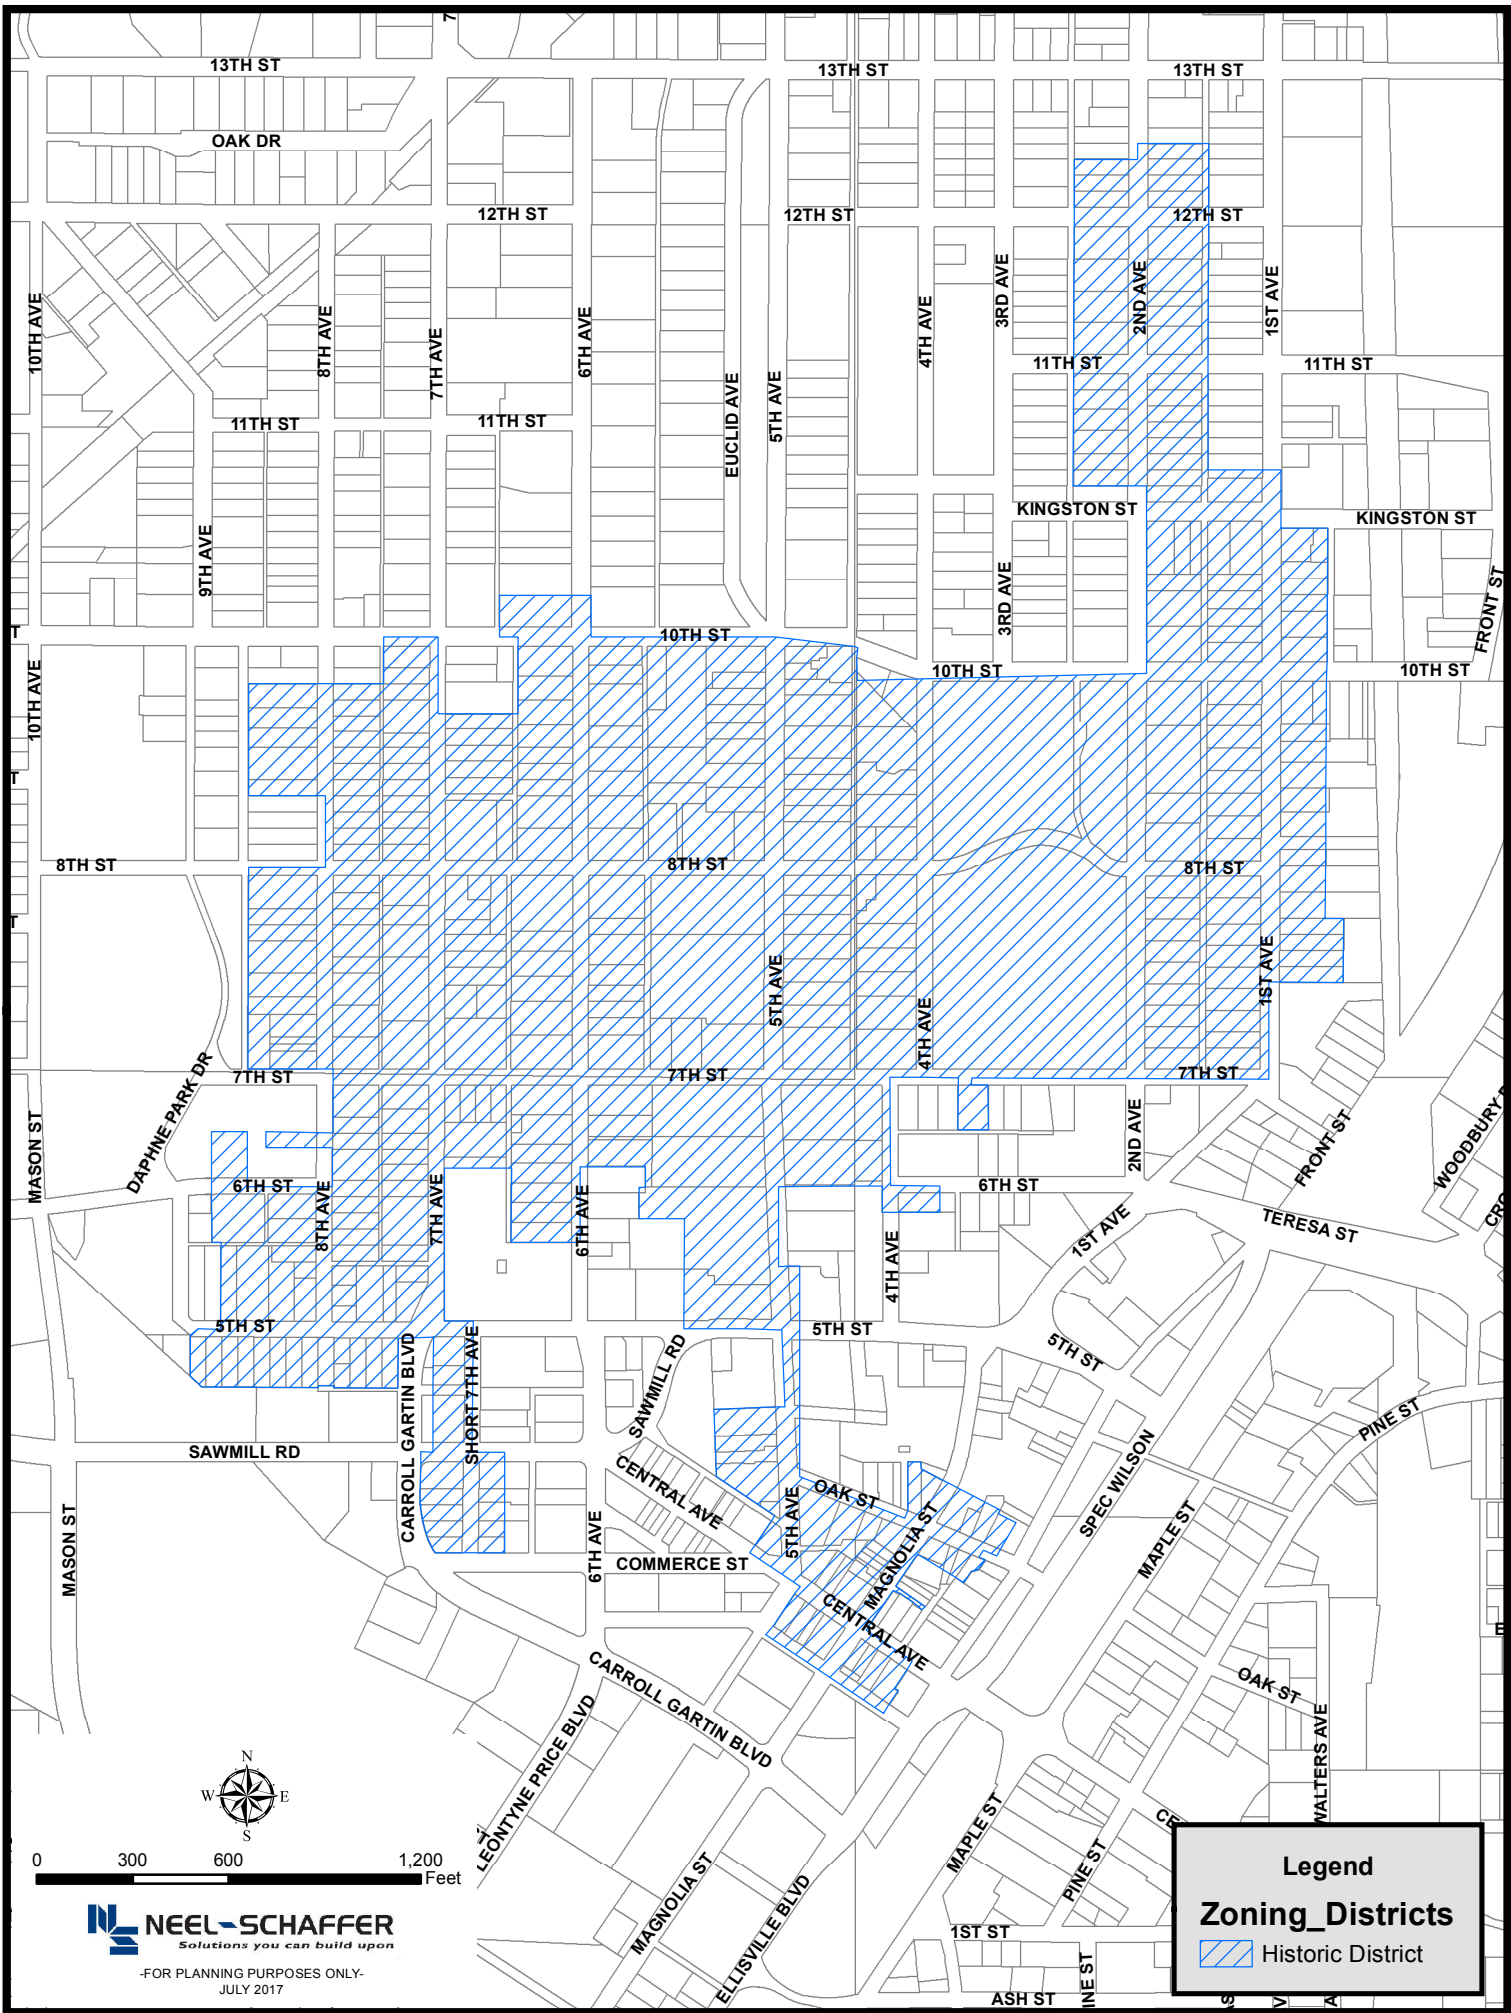 7
13TH ST
13TH ST
13TH ST
OAK DR
12TH ST
12TH ST
12TH ST
10TH AVE
8TH AVE
7TH AVE
6TH AVE
EUCLID AVE
5TH AVE
4TH AVE
3RD AVE
2ND AVE
1ST AVE
11TH ST
11TH ST
11TH ST
11TH ST
KINGSTON ST
KINGSTON ST
9TH AVE
3RD AVE
FRONT ST
T
10TH ST
10TH ST
10TH ST
10TH AVE
T
8TH ST
8TH ST
8TH ST
T
5TH AVE
4TH AVE
1ST AVE
7TH ST
7TH ST
7TH ST
MASON ST
DAPHNE PARK DR
2ND AVE
FRONT ST
WOODBURY
6TH ST
6TH ST
8TH AVE
7TH AVE
6TH AVE
4TH AVE
1ST AVE
TERESA ST
CRO
5TH ST
5TH ST
5TH ST
CARROLL GARTIN BLVD
SHORT 7TH AVE
SAWMILL RD
SAWMILL RD
PINE ST
SPEC WILSON
MASON ST
CENTRAL AVE
OAK ST
6TH AVE
5TH AVE
MAGNOLIA ST
MAPLE ST
COMMERCE ST
CENTRAL AVE
E
OAK ST
CARROLL GARTIN BLVD
WALTERS AVE
LEONTYNE PRICE BLVD
ST
MAPLE ST
CE
PINE ST
MAGNOLIA ST
ELLISVILLE BLVD
1ST ST
INE ST
ASH ST
AS
V
A
N
W E
S
0 300 600 1,200
Feet
NEEL-SCHAFFER
Solutions you can build upon
-FOR PLANNING PURPOSES ONLY-
JULY 2017
Legend
Zoning_Districts
Historic District